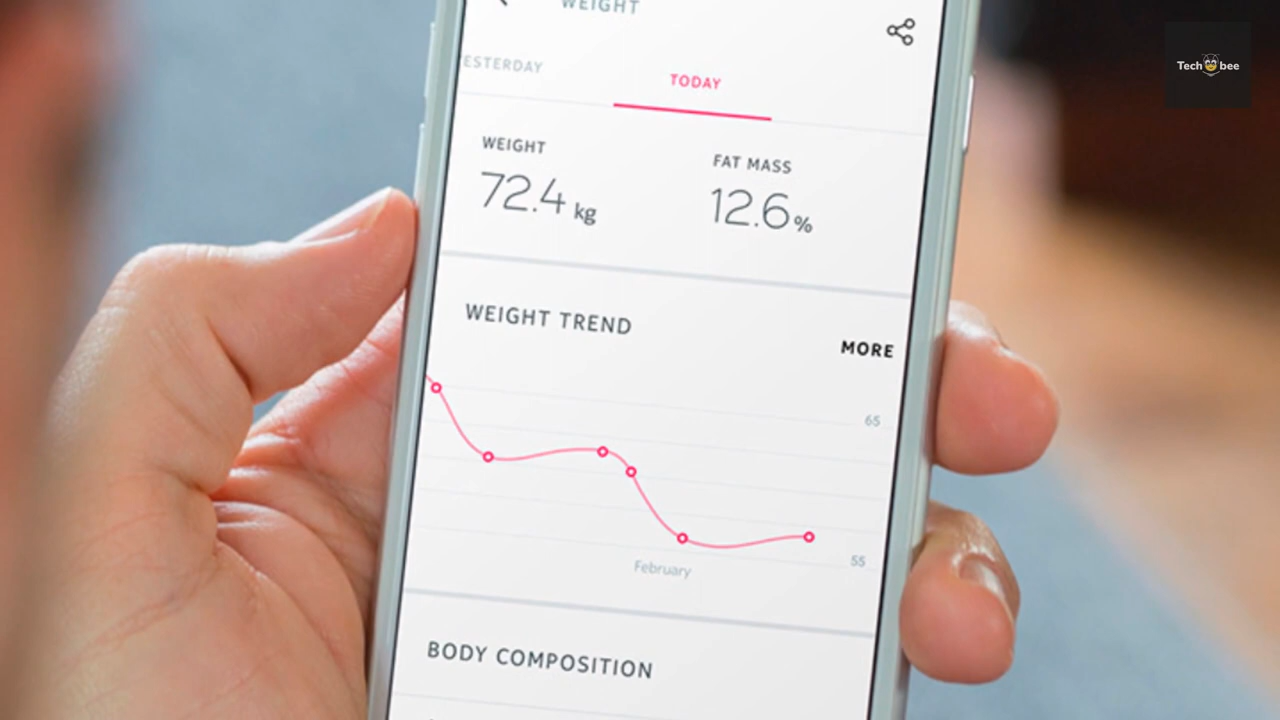 WEIGHT
ESTERDAY
TODAY
Tech bee
WEIGHT
72.4 kg
FAT MASS
12.6%
WEIGHT TREND
MORE
65
55
February
BODY COMPOSITION